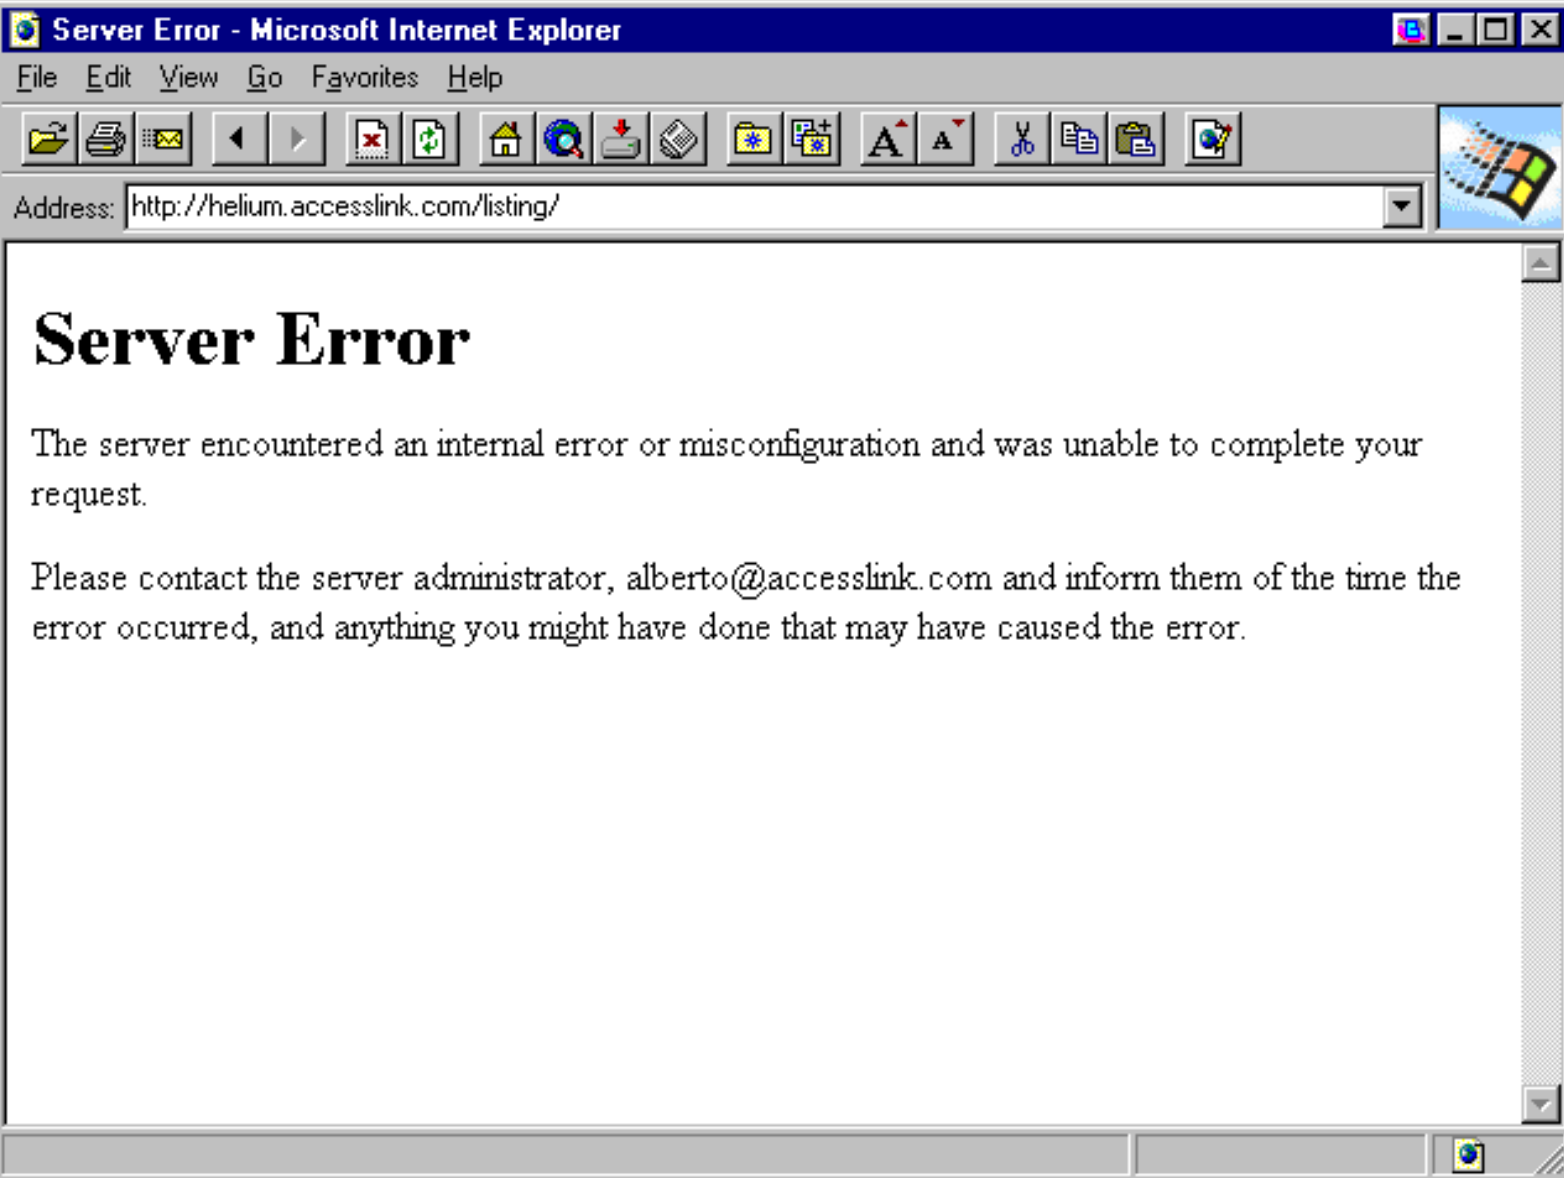 Server Error - Microsoft Internet Explorer
File Edit View Go Favorites Help
Address: http://helium.accesslink.com/listing/
Server Error
The server encountered an internal error or misconfiguration and was unable to complete your
request.
Please contact the server administrator, alberto@accesslink.com and inform them of the time the
error occurred, and anything you might have done that may have caused the error.